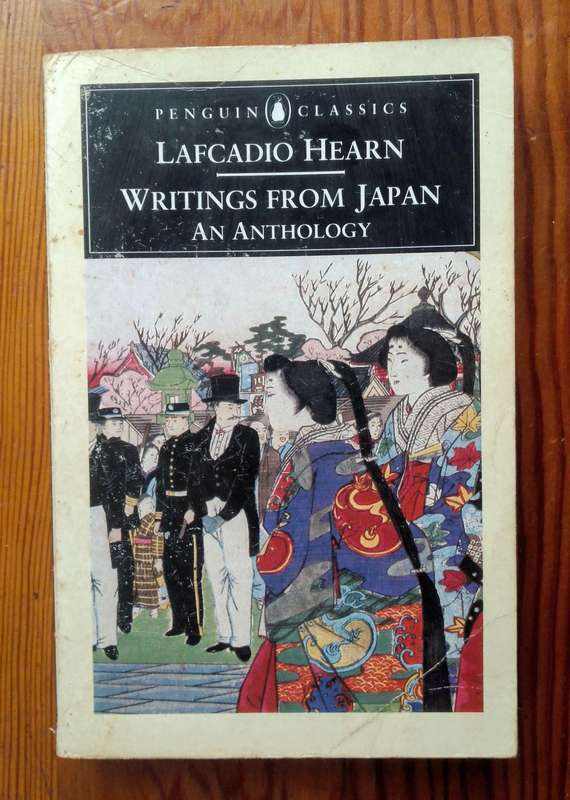 PENGUIN CLASSICS
LAFCADIO HEARN
WRITINGS FROM JAPAN
AN ANTHOLOGY